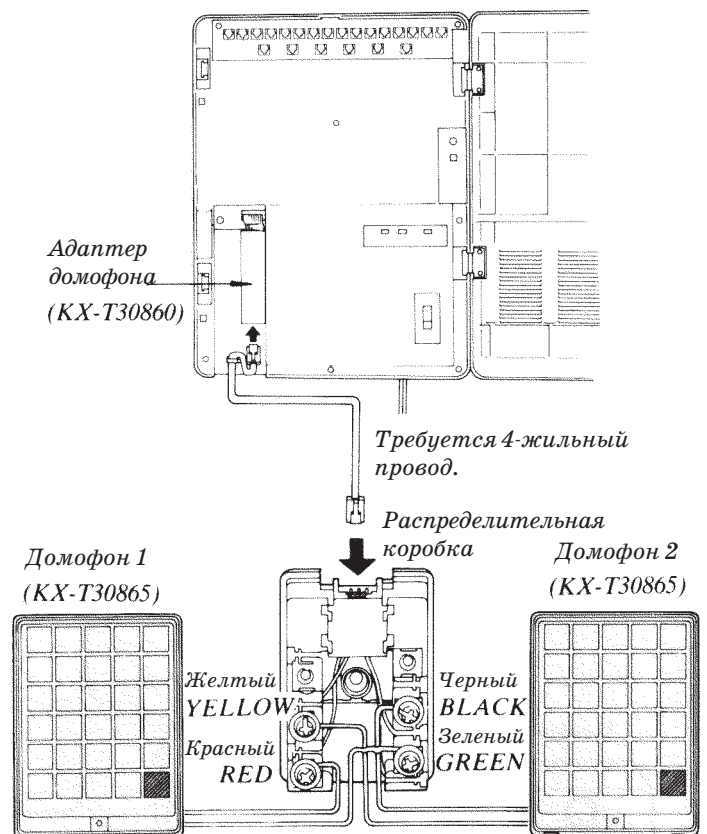 Адаптер
домофона
(KX-T30860)
Требуется 4-жильный
провод.
Распределительная
коробка
Домофон 1
(KX-T30865)
Домофон 2
(KX-T30865)
Желтый
YELLOW
Красный
RED
Черный
BLACK
Зеленый
GREEN